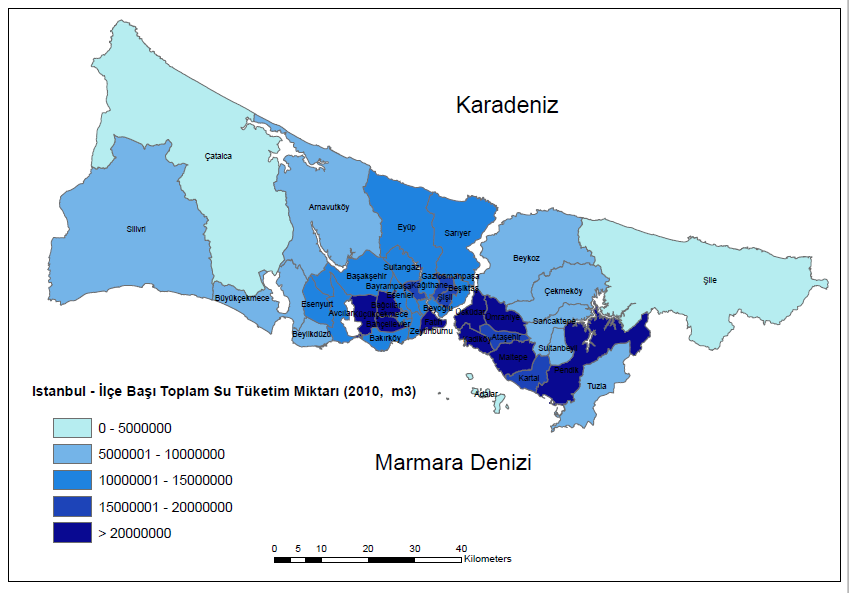 Karadeniz
Çatalca
Silivri
Arnavutköy
Eyüp
Sarıyer
Beykoz
Şile
Çekmeköy
Sultangazi
Başakşehir
Gaziosmanpaşa
Bayrampaşa
Kağıthane
Beşiktaş
Esenler
Şişli
Büyükçekmece
Esenyurt
Beyoğlu
Sancaktepe
Zeytinburnu
Beylikdüzü
Bakırköy
Ataşehir
Sultanbeyli
Maltepe
Pendik
Kartal
Tuzla
Adalar
Istanbul - İlçe Başı Toplam Su Tüketim Miktarı (2010, m3)
0 - 5000000
5000001 - 10000000
10000001 - 15000000
15000001 - 20000000
> 20000000
Marmara Denizi
0 5 10 20 30 40
Kilometers